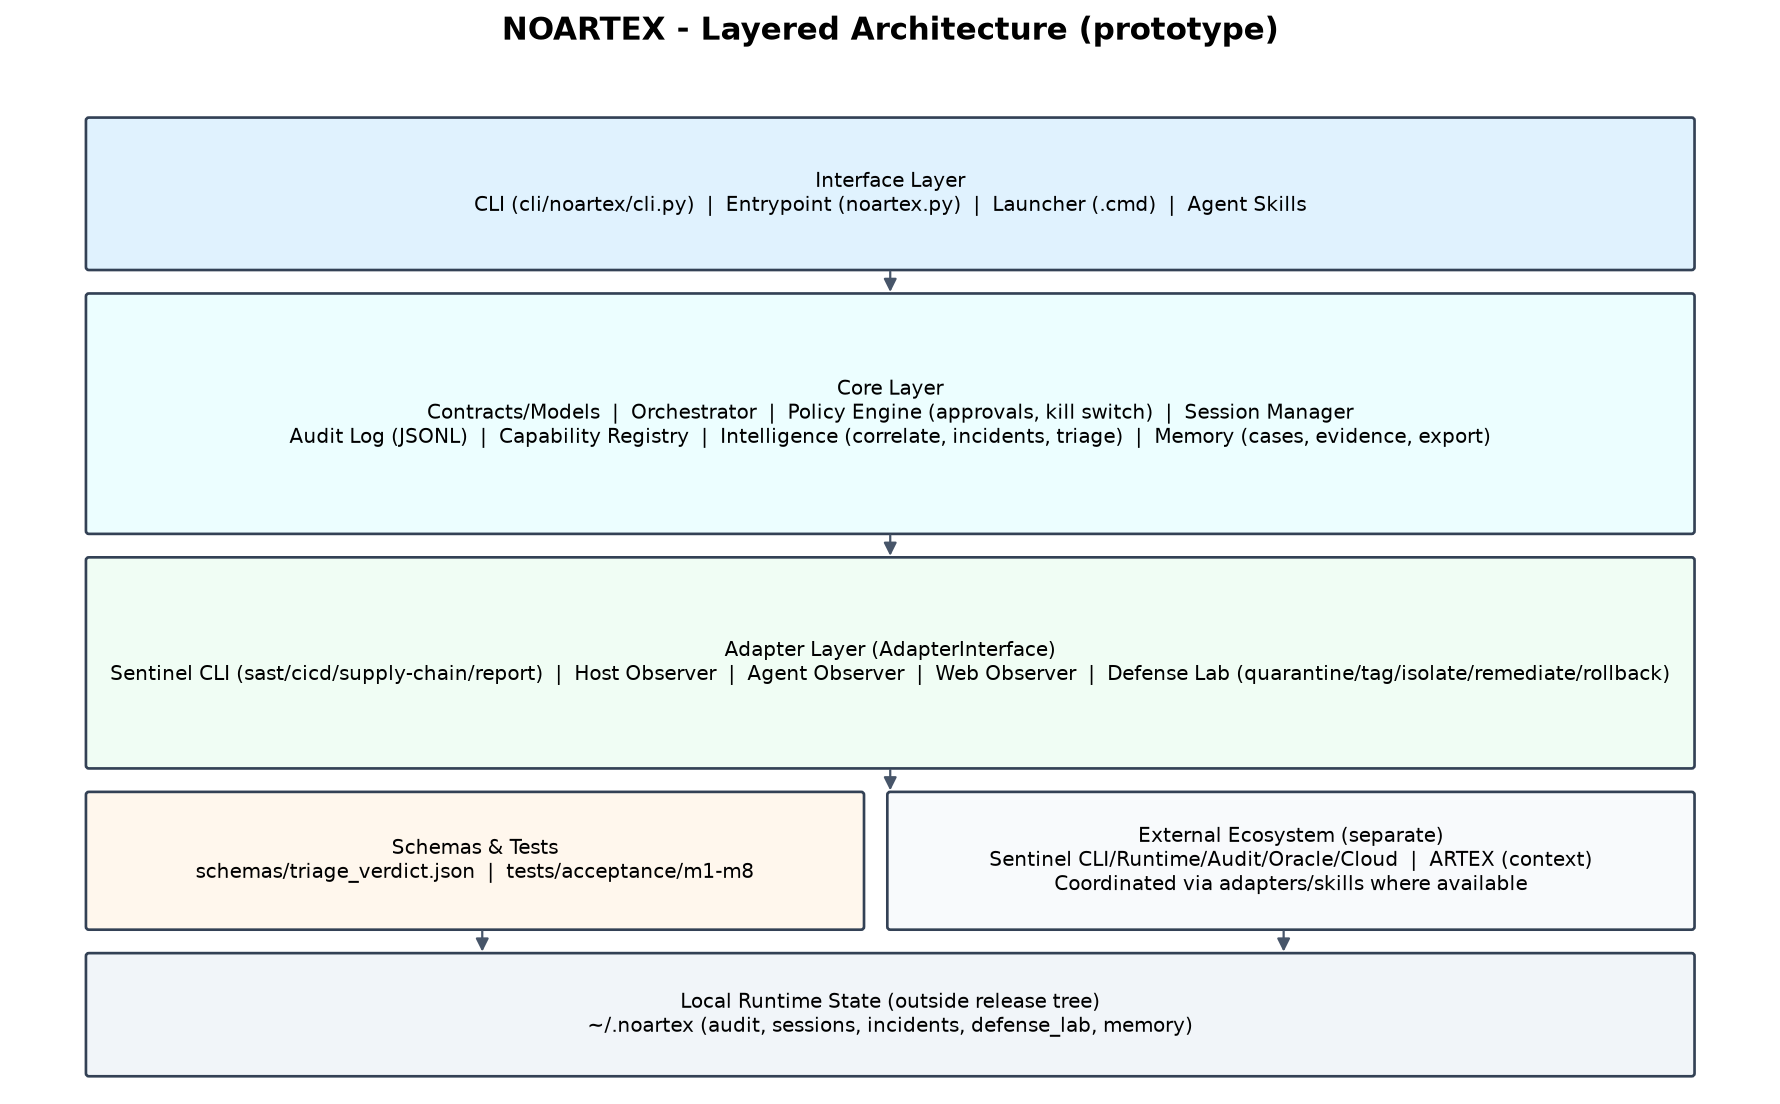 NOARTEX - Layered Architecture (prototype)
Interface Layer
CLI (cli/noartex/cli.py)  |  Entrypoint (noartex.py)  |  Launcher (.cmd)  |  Agent Skills
Core Layer
Contracts/Models  |  Orchestrator  |  Policy Engine (approvals, kill switch)  |  Session Manager
Audit Log (JSONL)  |  Capability Registry  |  Intelligence (correlate, incidents, triage)  |  Memory (cases, evidence, export)
Adapter Layer (AdapterInterface)
Sentinel CLI (sast/cicd/supply-chain/report)  |  Host Observer  |  Agent Observer  |  Web Observer  |  Defense Lab (quarantine/tag/isolate/remediate/rollback)
Schemas & Tests
schemas/triage_verdict.json  |  tests/acceptance/m1-m8
External Ecosystem (separate)
Sentinel CLI/Runtime/Audit/Oracle/Cloud  |  ARTEX (context)
Coordinated via adapters/skills where available
Local Runtime State (outside release tree)
~/.noartex (audit, sessions, incidents, defense_lab, memory)